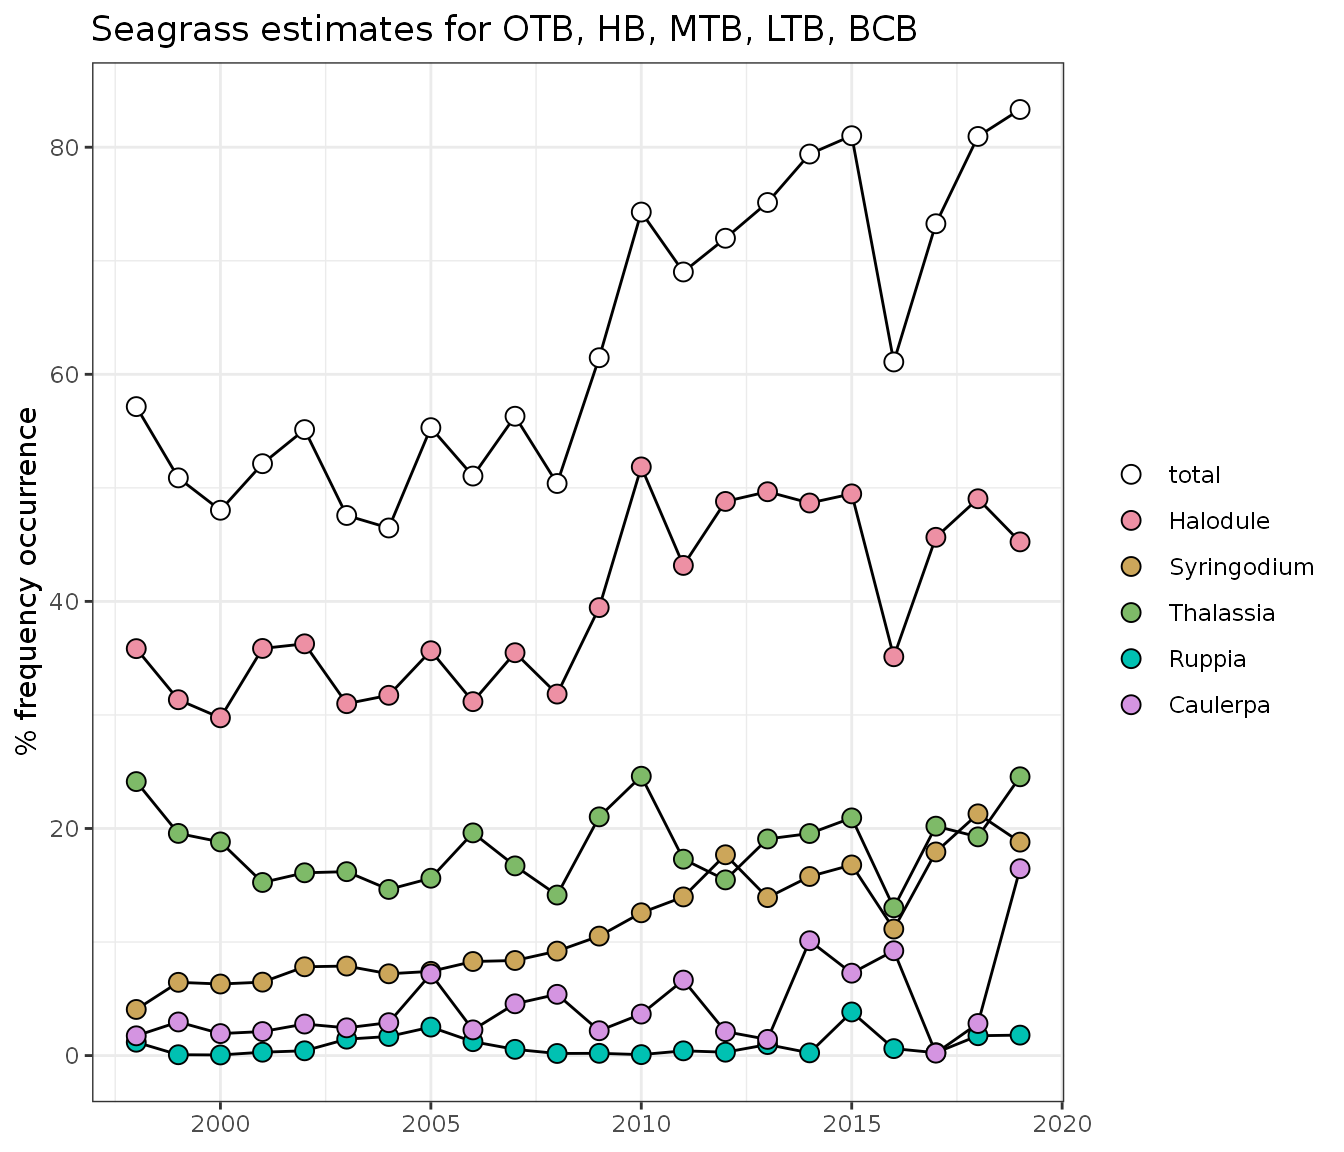 Seagrass estimates for OTB, HB, MTB, LTB, BCB
% frequency occurrence
80
60
40
20
0
2000
2005
2010
2015
2020
total
Halodule
Syringodium
Thalassia
Ruppia
Caulerpa